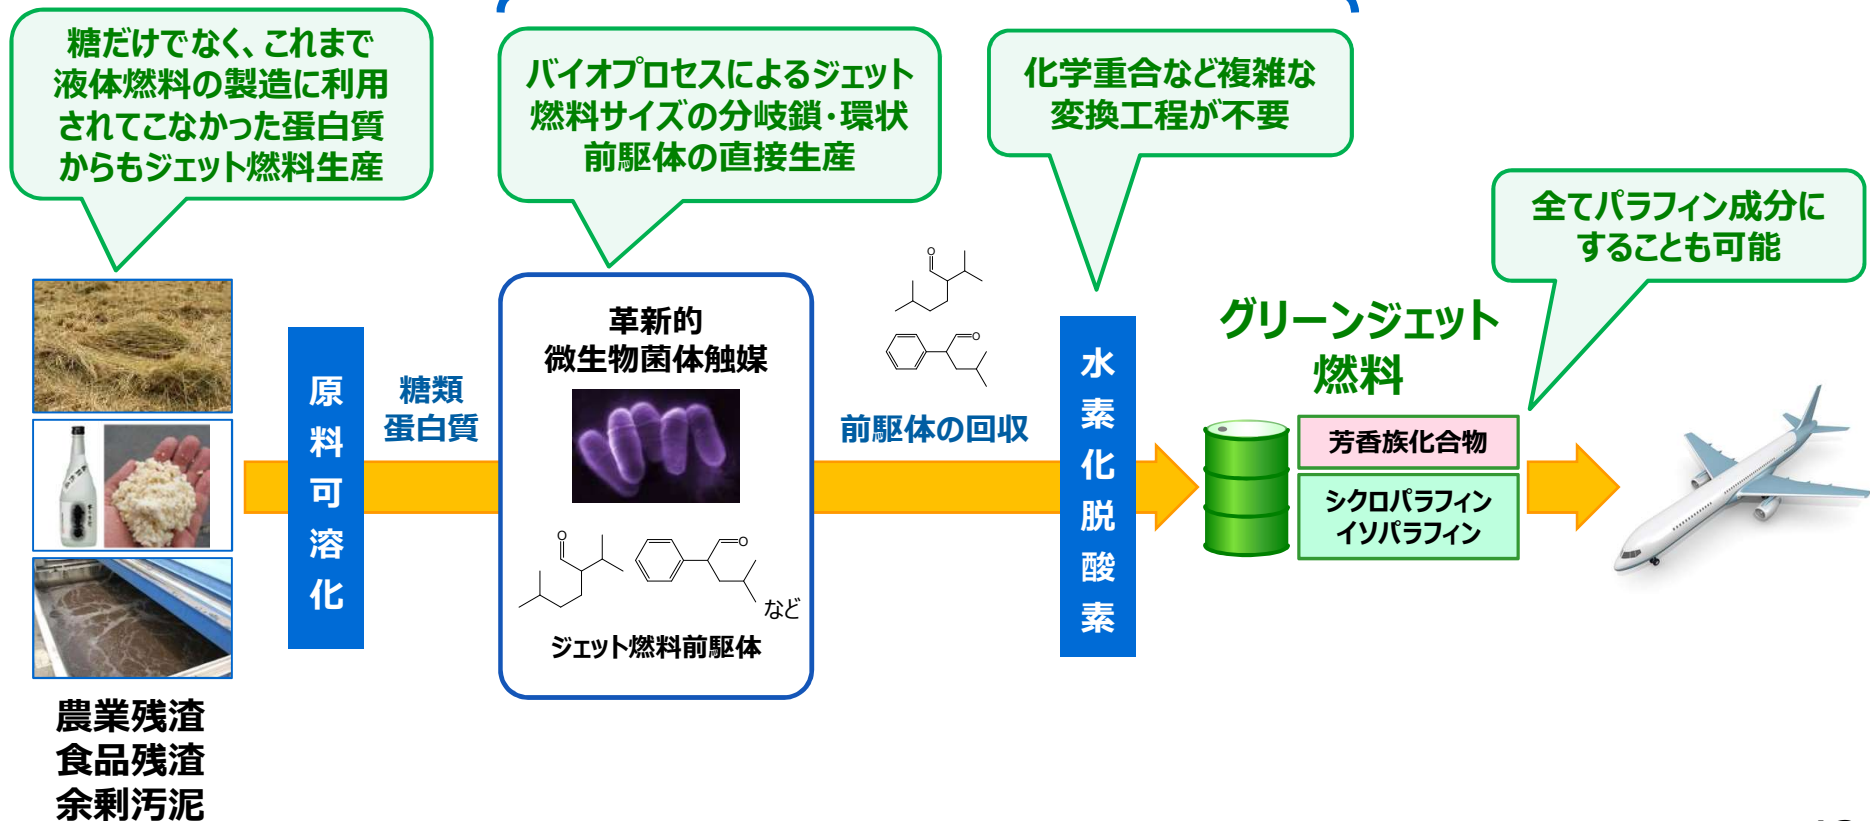 糖だけでなく、これまで
液体燃料の製造に利用
されてこなかった蛋白質
からもジェット燃料生産
バイオプロセスによるジェット
燃料サイズの分岐鎖・環状
前駆体の直接生産
化学重合など複雑な
変換工程が不要
全てパラフィン成分に
することも可能
農業残渣
食品残渣
余剰汚泥
原料可溶化
糖類
蛋白質
革新的
微生物菌体触媒
O
O
など
ジェット燃料前駆体
O
O
前駆体の回収
水素化脱酸素
グリーンジェット
燃料
芳香族化合物
シクロパラフィン
イソパラフィン